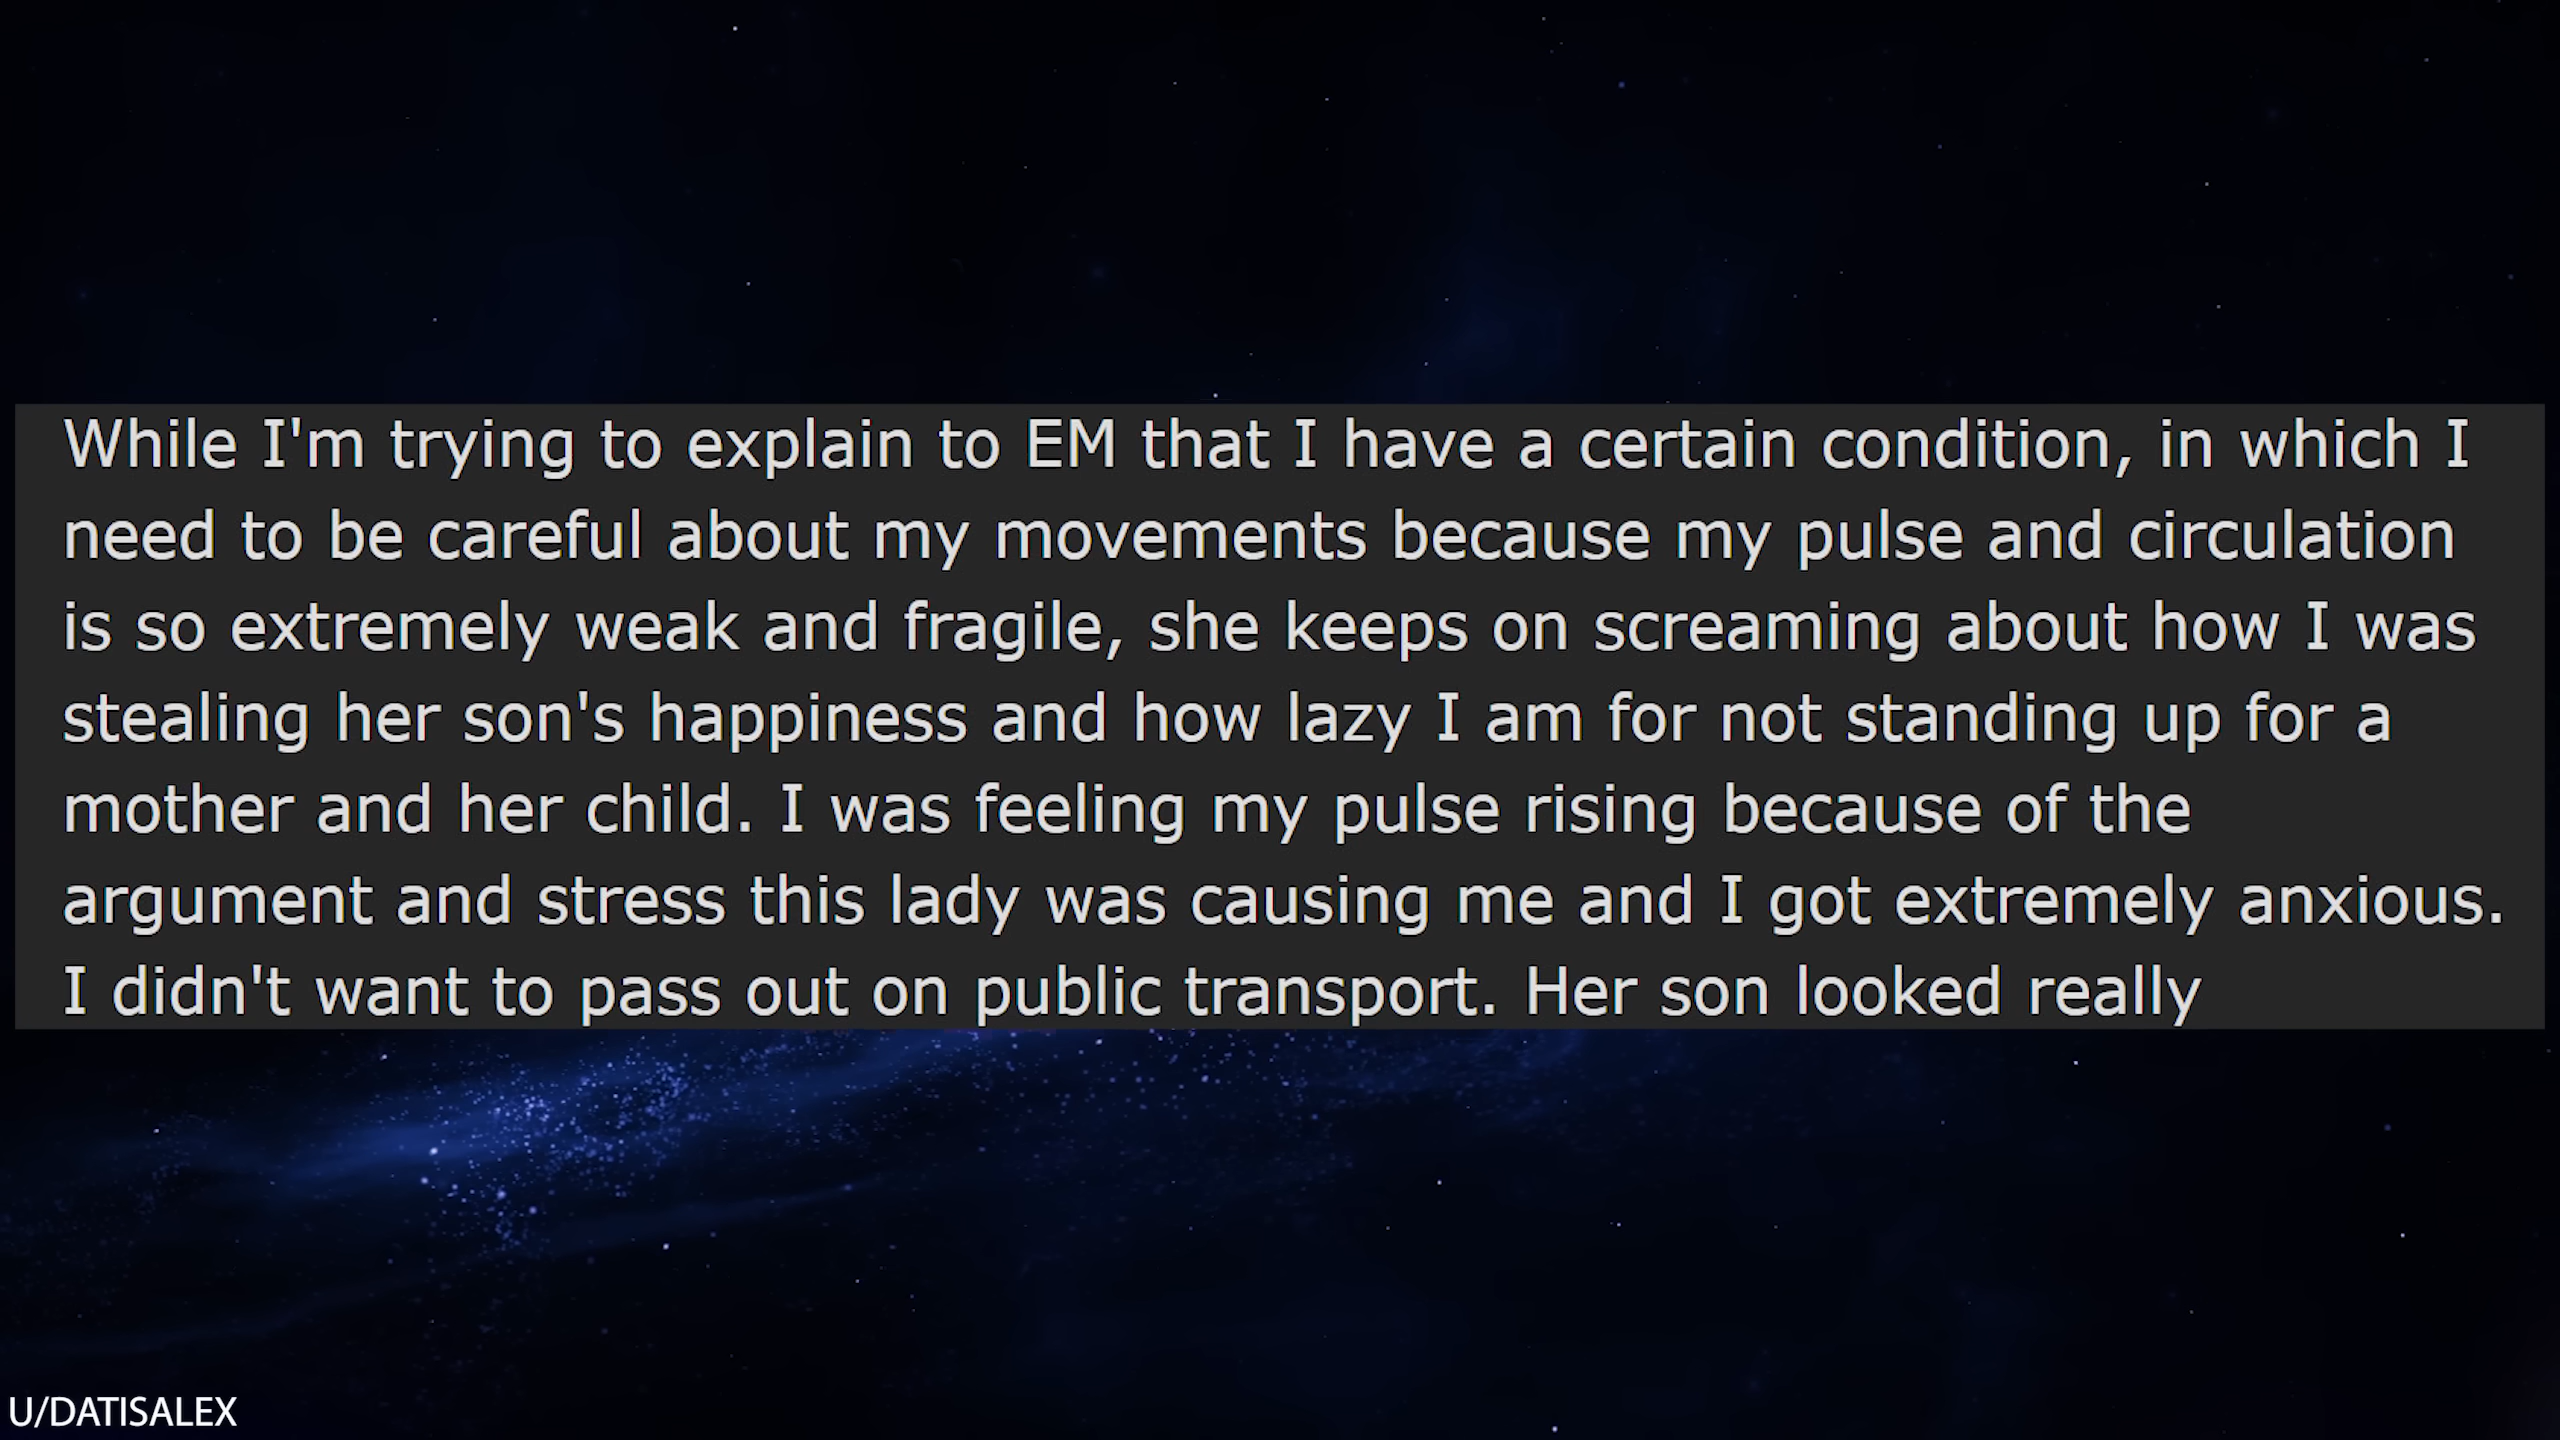 While I'm trying to explain to EM that I have a certain condition, in which I
need to be careful about my movements because my pulse and circulation
is so extremely weak and fragile, she keeps on screaming about how I was
stealing her son's happiness and how lazy I am for not standing up for a
mother and her child. I was feeling my pulse rising because of the
argument and stress this lady was causing me and I got extremely anxious.
I didn't want to pass out on public transport. Her son looked really
U/DATISALEX